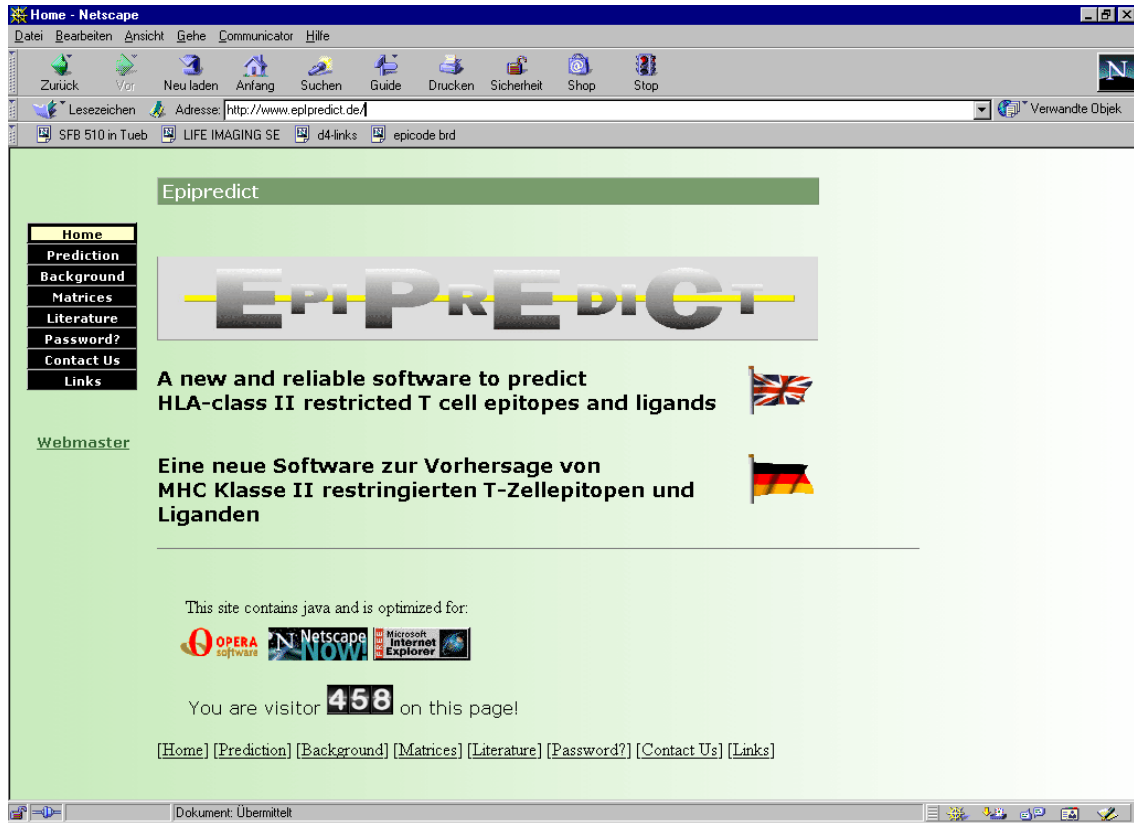 Home - Netscape
Datei Bearbeiten Ansicht Gehe Communicator Hilfe
Zurück Vor Neu laden Anfang Suchen Guide Drucken Sicherheit Shop Stop
N
Lesezeichen Adresse: http://www.eplpredict.de/ Verwandte Objek
SFB 510 in Tueb LIFE IMAGING SE d4-links epicode brd
Epipredict
Home
Prediction
Background
Matrices
Literature
Password?
Contact Us
Links
Webmaster
EPIPREDICT
A new and reliable software to predict
HLA-class II restricted T cell epitopes and ligands
Eine neue Software zur Vorhersage von
MHC Klasse II restringierten T-Zellepitopen und
Liganden
This site contains java and is optimized for:
OPERA software
N Netscape NOW!
FREE Microsoft Internet Explorer
You are visitor 458 on this page!
[Home] [Prediction] [Background] [Matrices] [Literature] [Password?] [Contact Us] [Links]
Dokument: Übermittelt